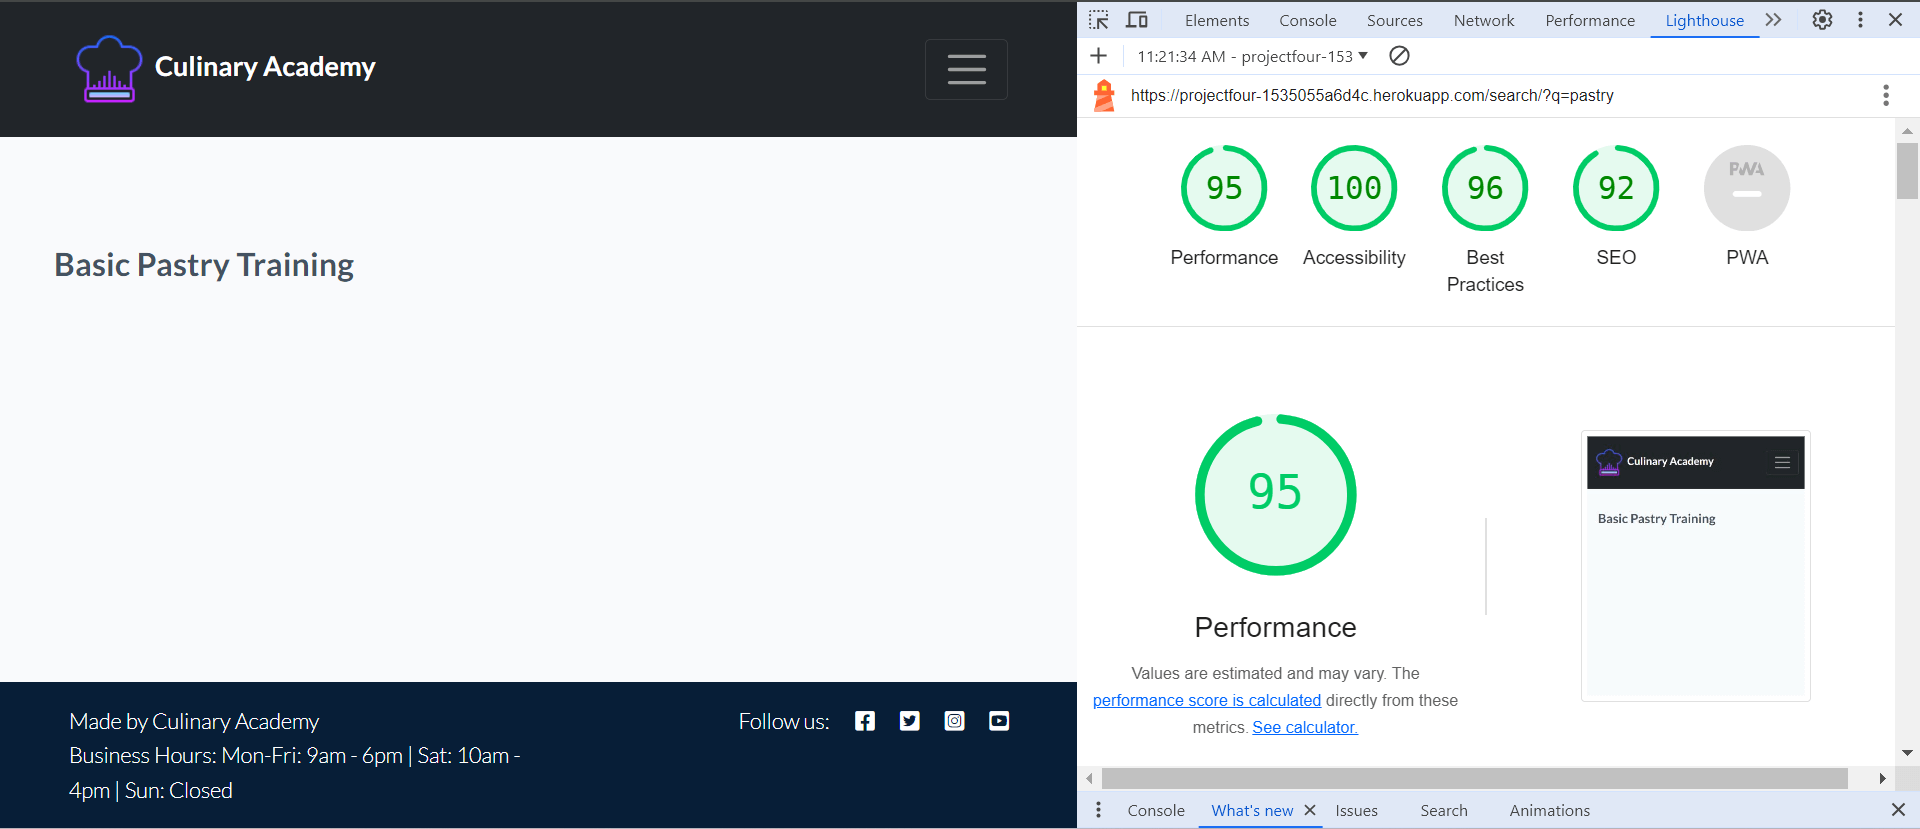 Culinary Academy
Basic Pastry Training
Made by Culinary Academy
Business Hours: Mon-Fri: 9am - 6pm | Sat: 10am -
4pm | Sun: Closed
Follow us:
Elements Console Sources Network Performance Lighthouse
11:21:34 AM - projectfour-153
https://projectfour-1535055a6d4c.herokuapp.com/search/?q=pastry
95 100 96 92 PWA
Performance Accessibility Best Practices SEO PWA
95
Performance
Values are estimated and may vary. The
performance score is calculated directly from these
metrics. See calculator.
Culinary Academy
Basic Pastry Training
Console What's new Issues Search Animations